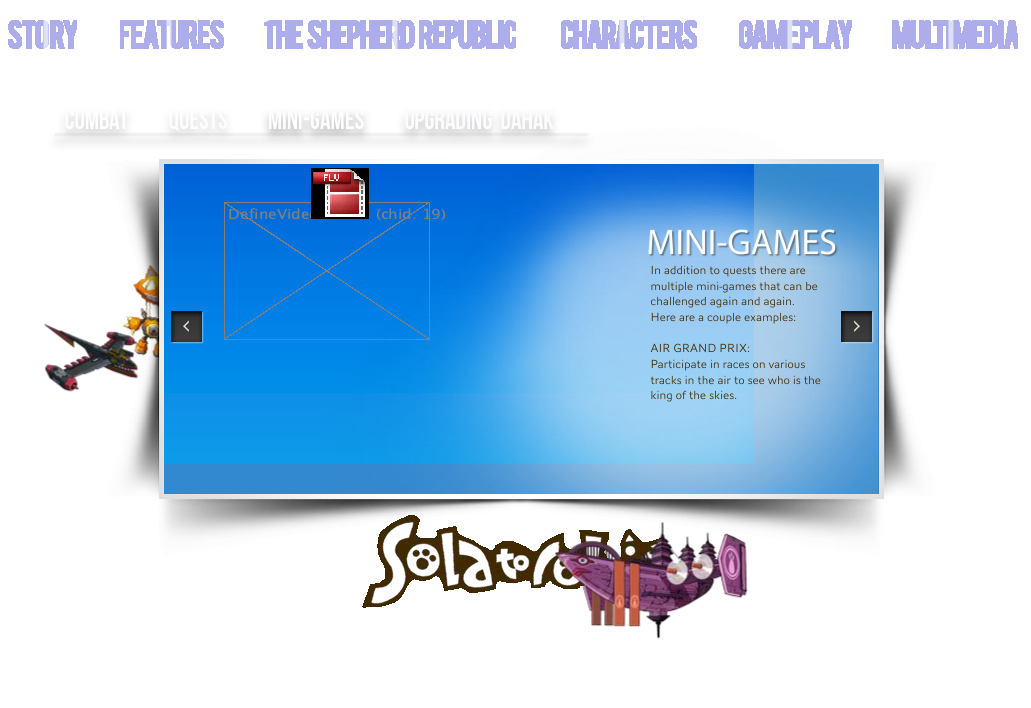 STORY FEATURES THE SHEPHERD REPUBLIC CHARACTERS GAMEPLAY MULTIMEDIA
COMBAT QUESTS MINI-GAMES UPGRADING DAHAK
FLV
DefineVide (chid: 19)
MINI-GAMES
In addition to quests there are
multiple mini-games that can be
challenged again and again.
Here are a couple examples:
AIR GRAND PRIX:
Participate in races on various
tracks in the air to see who is the
king of the skies.
Solatoro